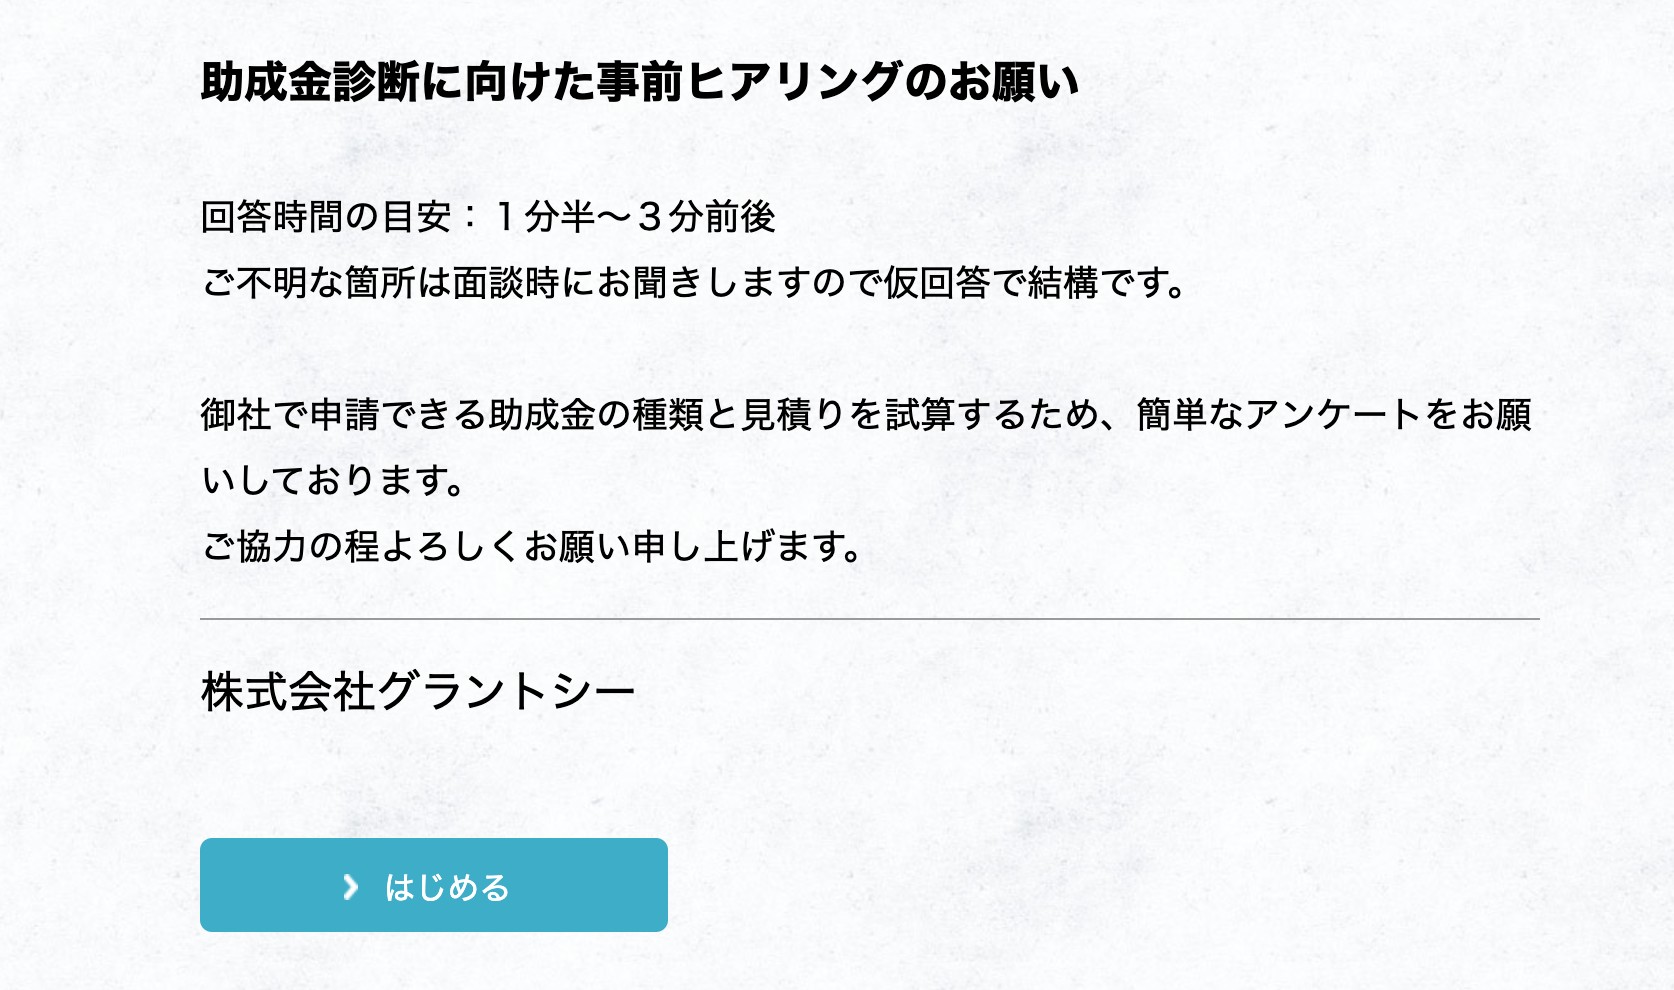 助成金診断に向けた事前ヒアリングのお願い
回答時間の目安：１分半〜３分前後
ご不明な箇所は面談時にお聞きしますので仮回答で結構です。
御社で申請できる助成金の種類と見積りを試算するため、簡単なアンケートをお願
いしております。
ご協力の程よろしくお願い申し上げます。
株式会社グラントシー
はじめる